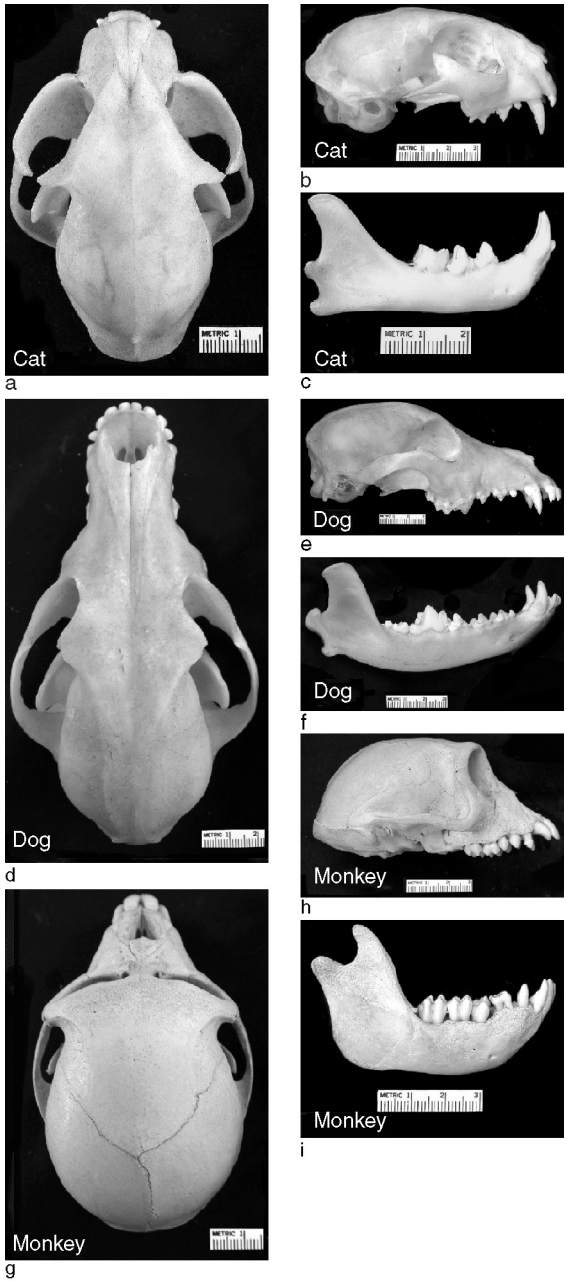 METRIC 1
Cat
a
Cat
METRIC 1 2 3
b
Cat
METRIC 1 2
c
METRIC 1 2
Dog
d
Dog
e
Dog
f
METRIC 1
Monkey
g
Monkey
h
METRIC 1 2 3
Monkey
i